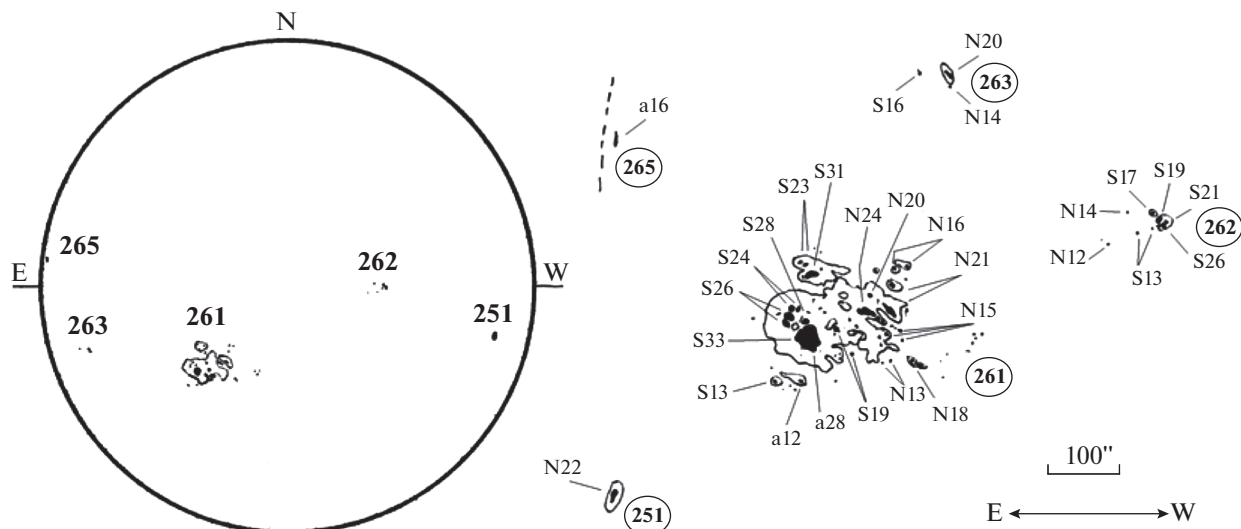 N
E
W
265
262
261
251
263
a16
265
N20
S16
263
N14
S31
S23
N20
S28
N24
N16
S24
N21
S26
N15
S33
261
S13
N13
a12
S19
N18
a28
S19
S17
S21
N14
262
N12
S13
S26
N22
251
100"
E W